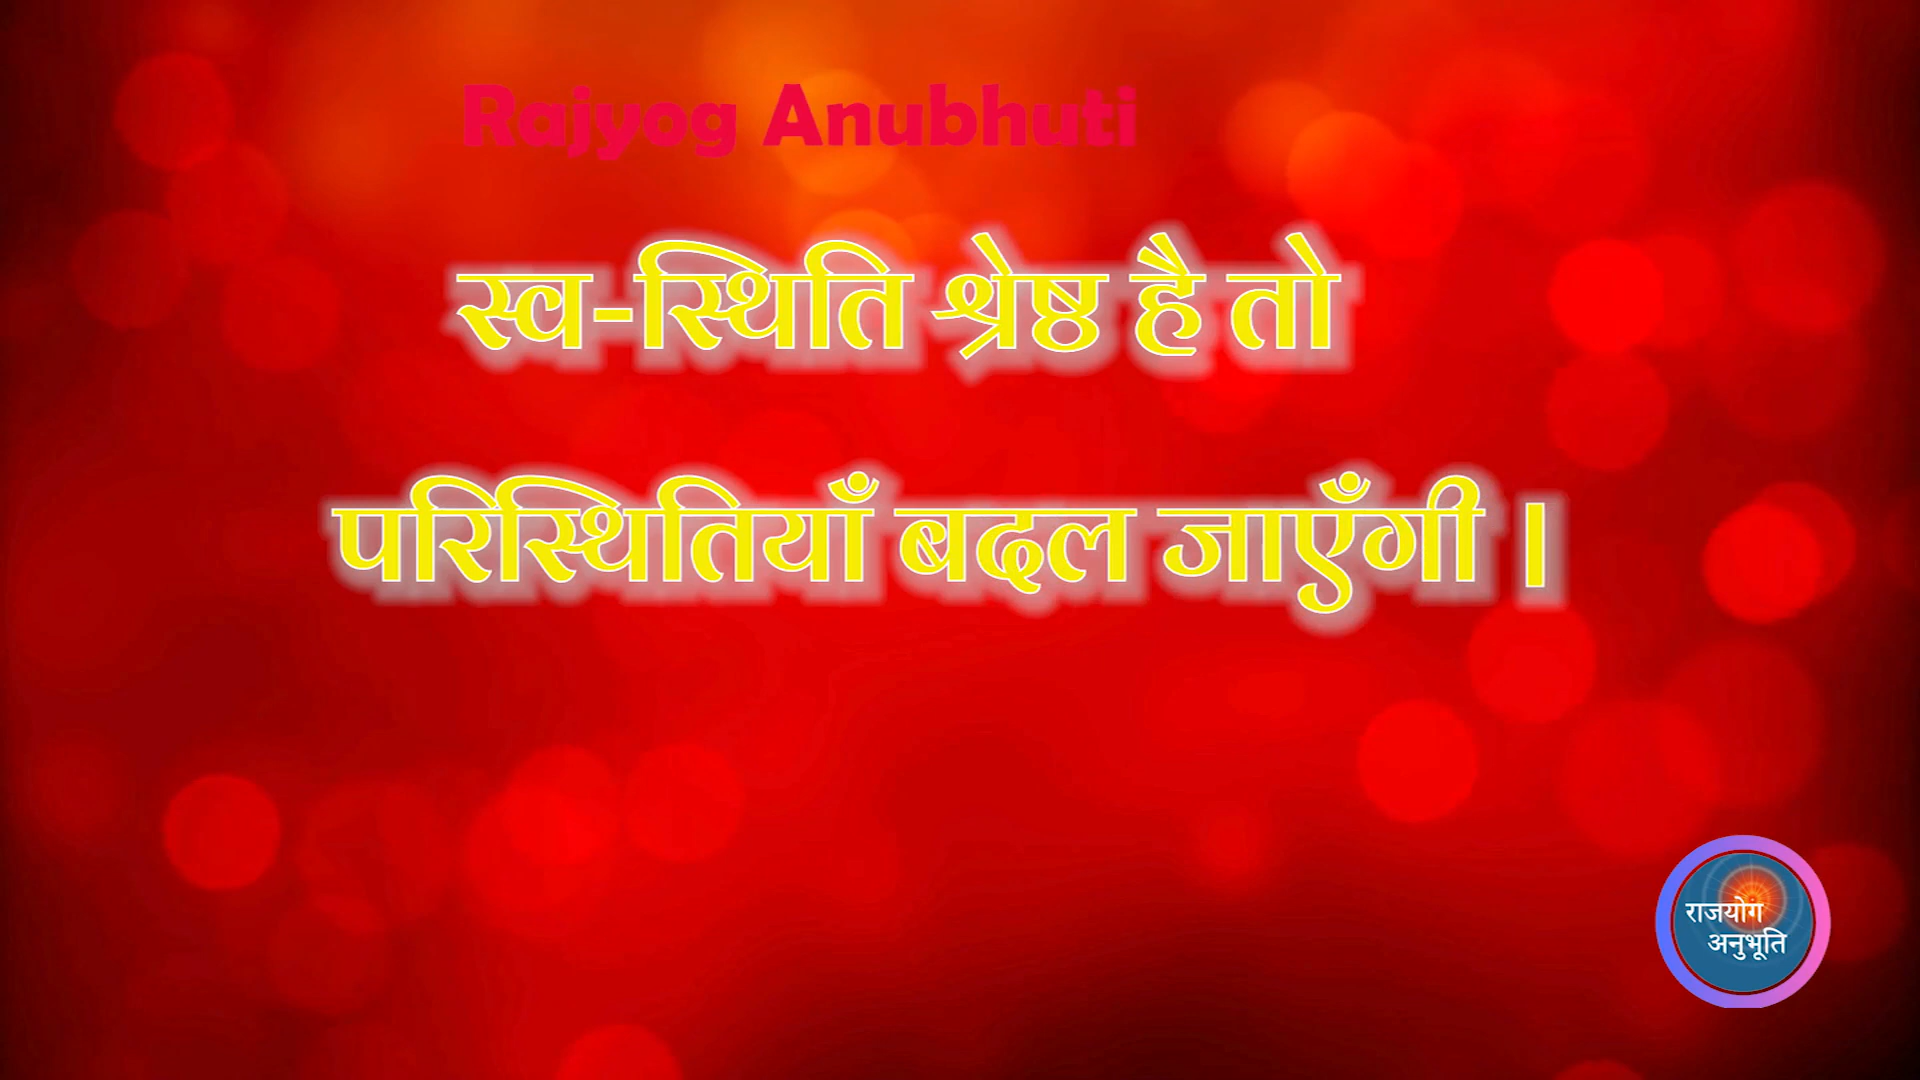 Rajyog Anubhuti
स्व-स्थिति श्रेष्ठ है तो
परिस्थितियाँ बदल जाएँगी ।
राजयोग
अनुभूति